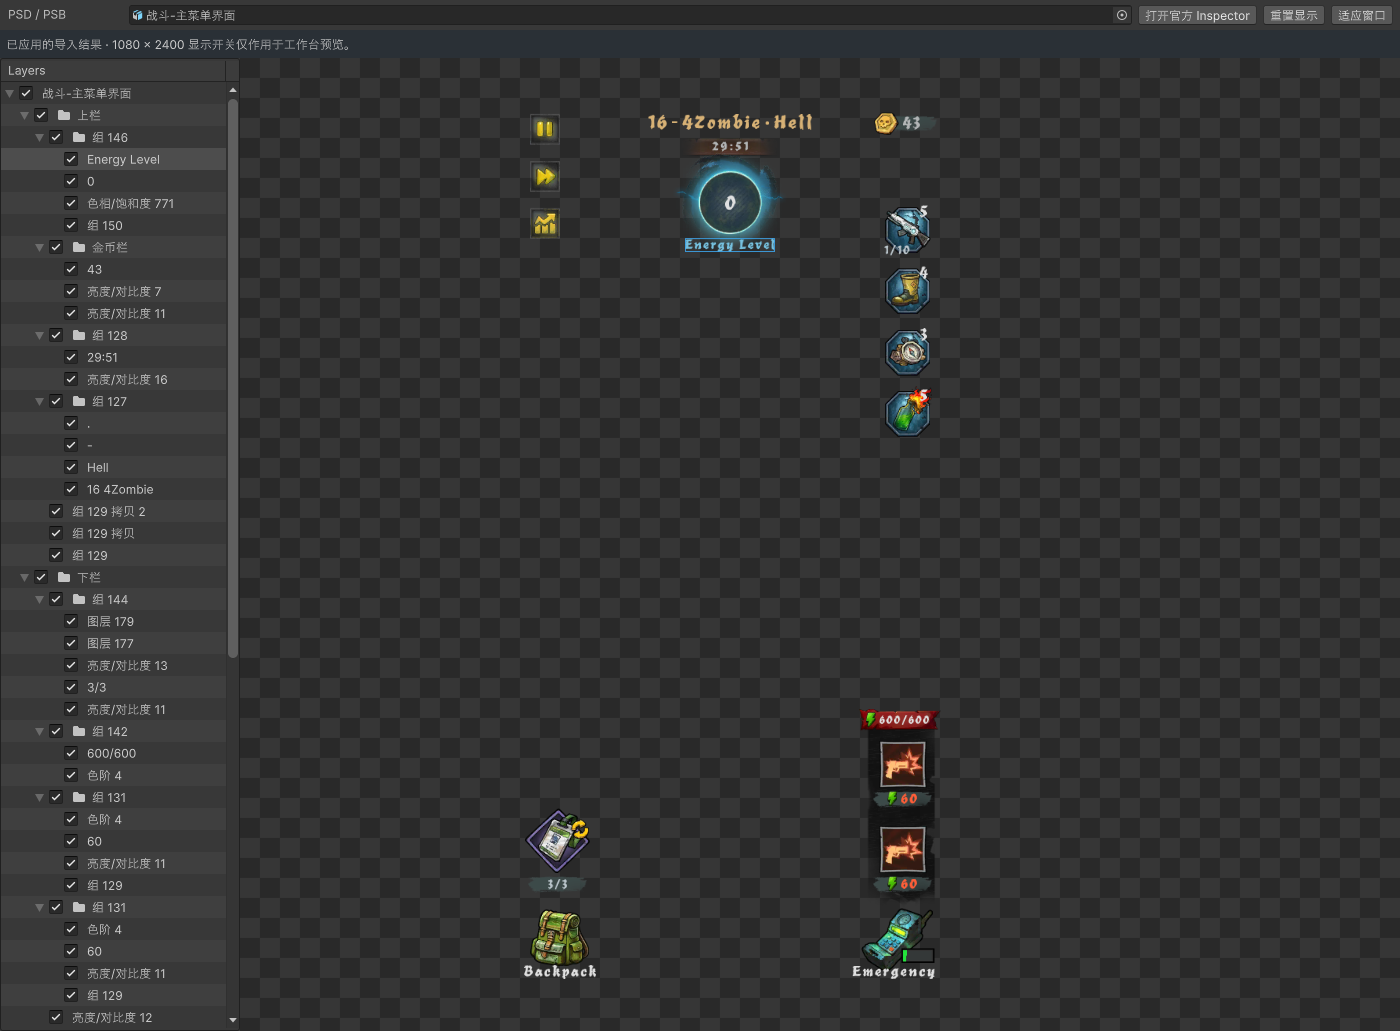 PSD / PSB
战斗-主菜单界面
打开官方 Inspector
重置显示
适应窗口
已应用的导入结果 · 1080 × 2400 显示开关仅作用于工作台预览。
Layers
战斗-主菜单界面
上栏
组 146
Energy Level
0
色相/饱和度 771
组 150
金币栏
43
亮度/对比度 7
亮度/对比度 11
组 128
29:51
亮度/对比度 16
组 127
.
-
Hell
16 4Zombie
组 129 拷贝 2
组 129 拷贝
组 129
下栏
组 144
图层 179
图层 177
亮度/对比度 13
3/3
亮度/对比度 11
组 142
600/600
色阶 4
组 131
色阶 4
60
亮度/对比度 11
组 129
组 131
色阶 4
60
亮度/对比度 11
组 129
亮度/对比度 12
16-4Zombie·Hell
43
29:51
0
Energy Level
5
1/10
4
3
5
600/600
60
60
3/3
Backpack
Emergency